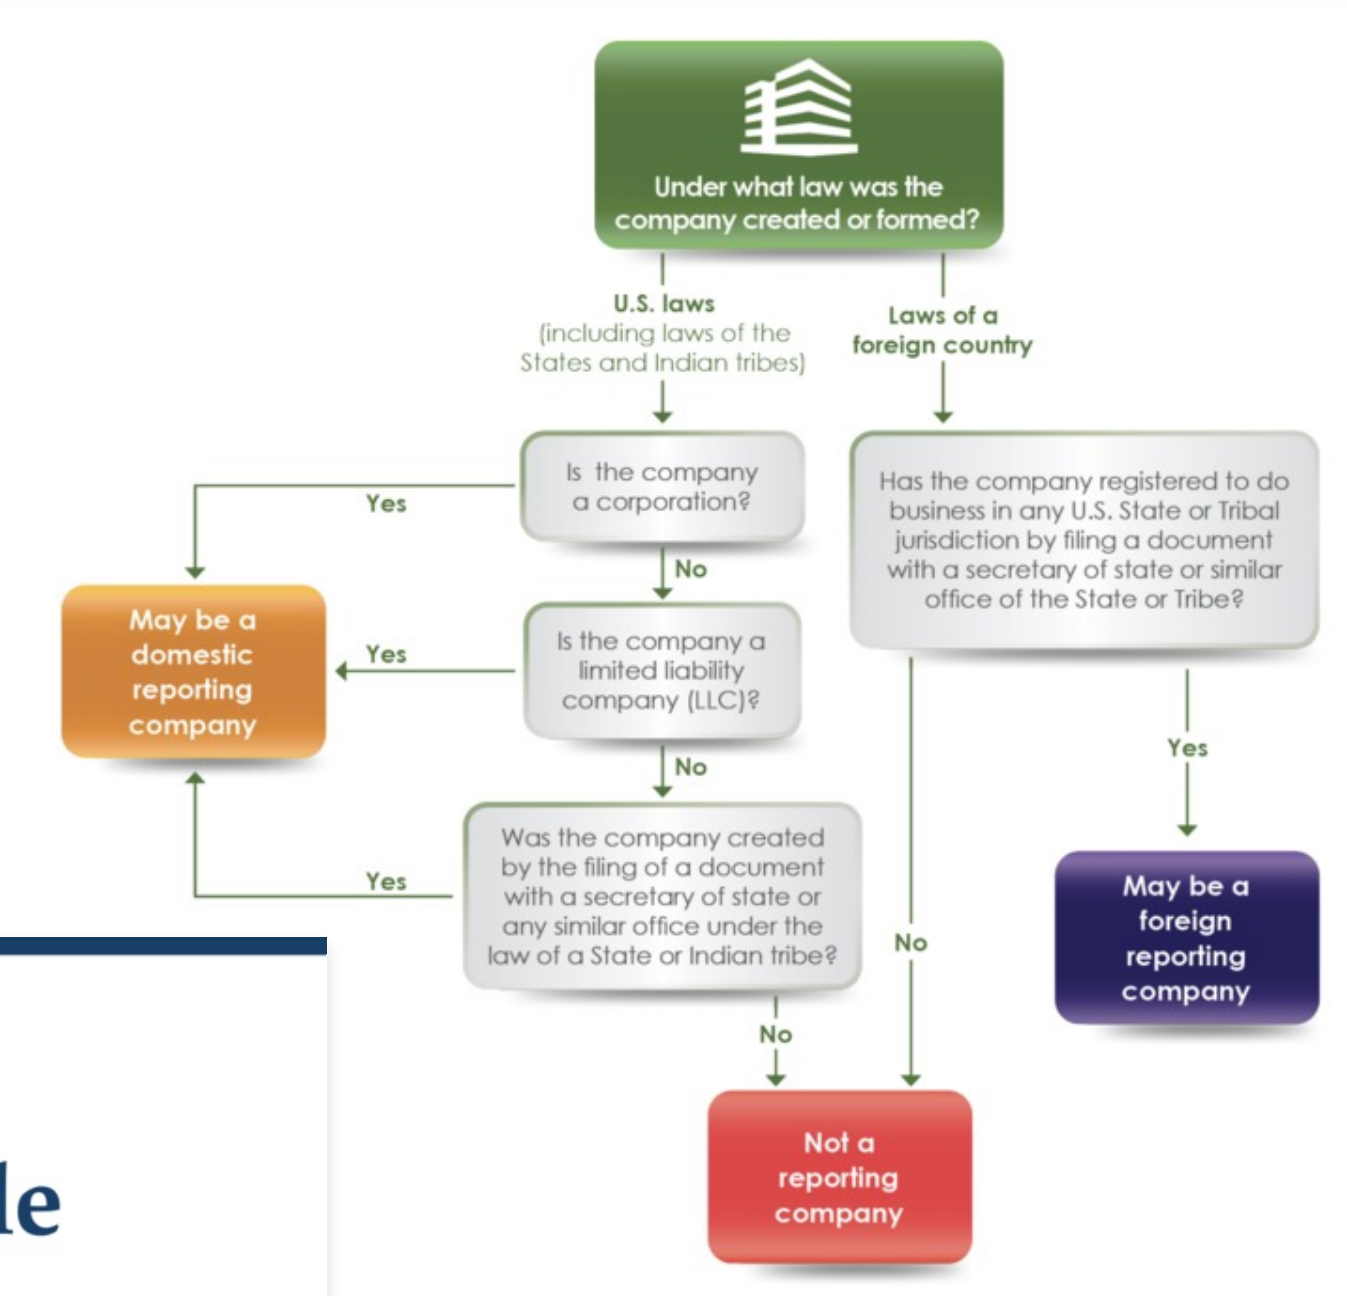 Under what law was the
company created or formed?
U.S. laws
(including laws of the
States and Indian tribes)
Laws of a
foreign country
Is the company
a corporation?
Yes
No
Has the company registered to do
business in any U.S. State or Tribal
jurisdiction by filing a document
with a secretary of state or similar
office of the State or Tribe?
May be a
domestic
reporting
company
Yes
Is the company a
limited liability
company (LLC)?
No
Yes
Was the company created
by the filing of a document
with a secretary of state or
any similar office under the
law of a State or Indian tribe?
Yes
May be a
foreign
reporting
company
No
No
Not a
reporting
company
le